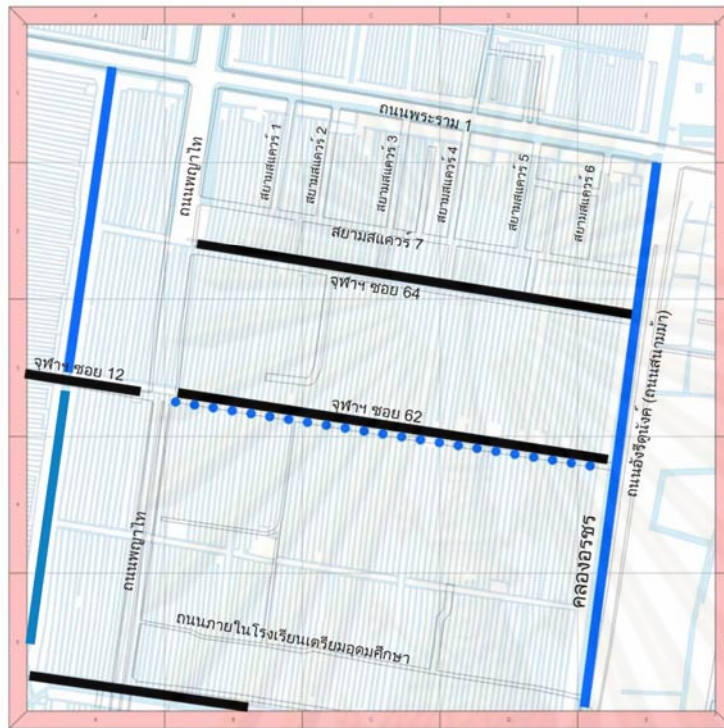 ถนนพระราม 1
สยามสแควร์ 1
สยามสแควร์ 2
สยามสแควร์ 3
สยามสแควร์ 4
สยามสแควร์ 5
สยามสแควร์ 6
ถนนพญาไท
สยามสแควร์ 7
จุฬาฯ ซอย 64
จุฬาฯ ซอย 12
จุฬาฯ ซอย 62
ถนนอังรีดูนังต์ (ถนนสนามม้า)
ถนนพญาไท
คลองอรชร
ถนนภายในโรงเรียนเตรียมอุดมศึกษา